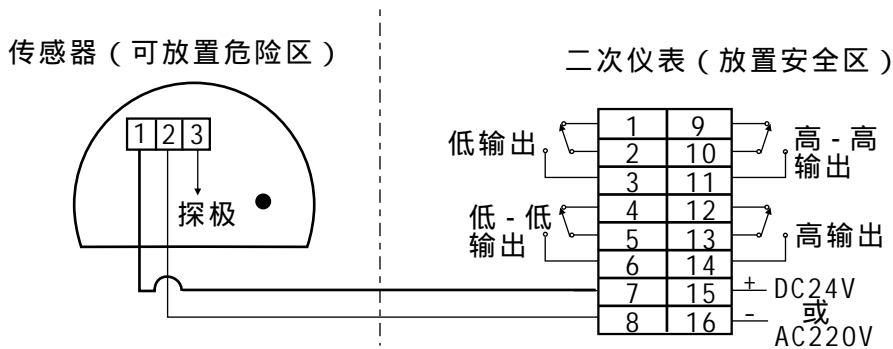 传感器（可放置危险区）
二次仪表（放置安全区）
1 2 3
探极
低输出
低-低
输出
1 9
2 10
3 11
4 12
5 13
6 14
7 15
8 16
高-高
输出
高输出
+ DC24V
或
- AC220V